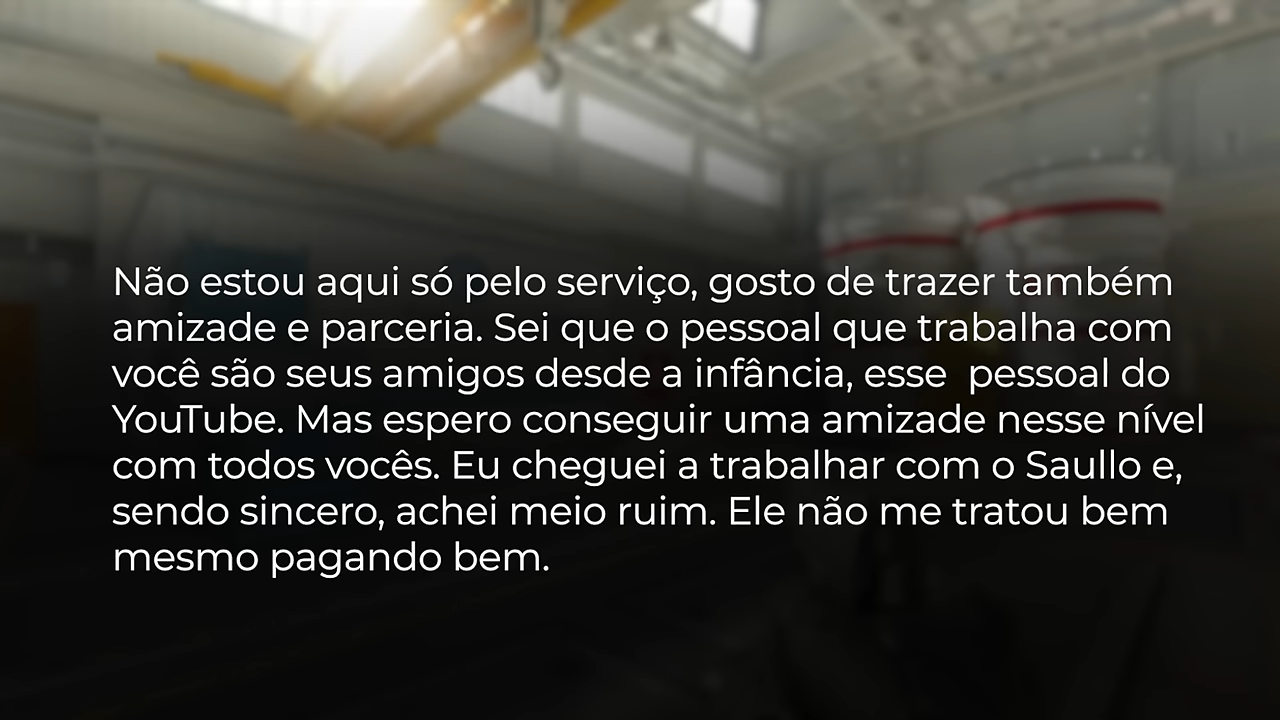 Não estou aqui só pelo serviço, gosto de trazer também
amizade e parceria. Sei que o pessoal que trabalha com
você são seus amigos desde a infância, esse  pessoal do
YouTube. Mas espero conseguir uma amizade nesse nível
com todos vocês. Eu cheguei a trabalhar com o Saullo e,
sendo sincero, achei meio ruim. Ele não me tratou bem
mesmo pagando bem.